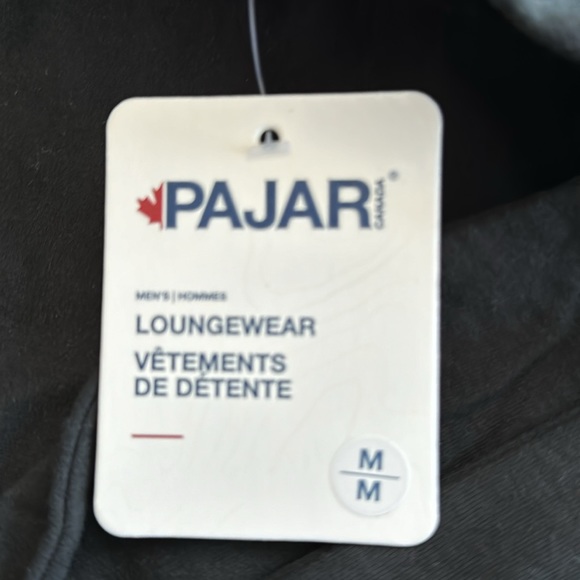 PAJAR®
CANADA
MEN'S | HOMMES
LOUNGEWEAR
VÊTEMENTS
DE DÉTENTE
M
M